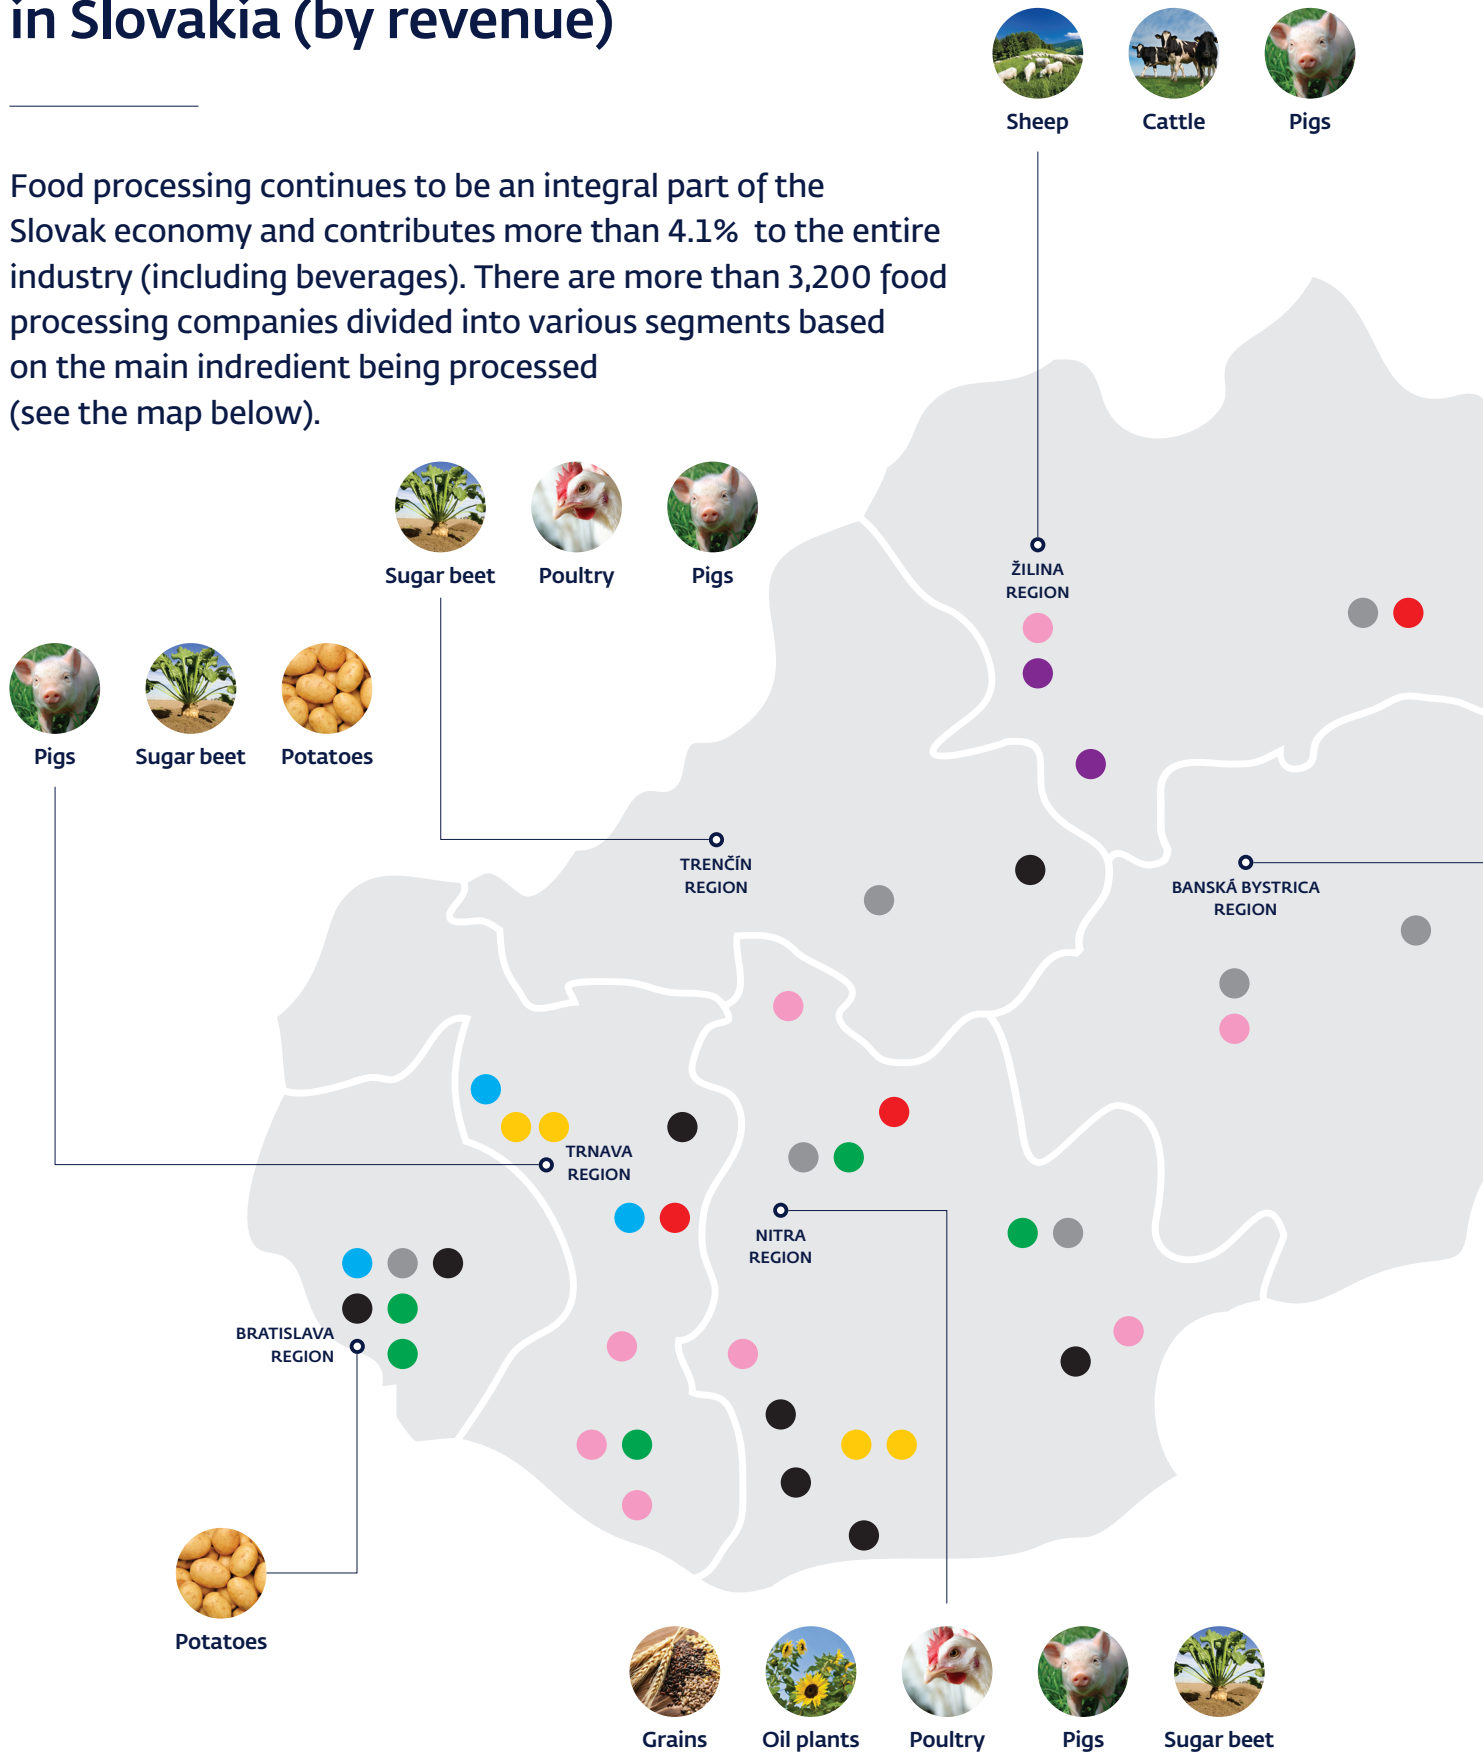 in Slovakia (by revenue)
Food processing continues to be an integral part of the
Slovak economy and contributes more than 4.1% to the entire
industry (including beverages). There are more than 3,200 food
processing companies divided into various segments based
on the main indredient being processed
(see the map below).
Sheep
Cattle
Pigs
Sugar beet
Poultry
Pigs
Pigs
Sugar beet
Potatoes
ŽILINA
REGION
TRENČÍN
REGION
BANSKÁ BYSTRICA
REGION
TRNAVA
REGION
NITRA
REGION
BRATISLAVA
REGION
Potatoes
Grains
Oil plants
Poultry
Pigs
Sugar beet